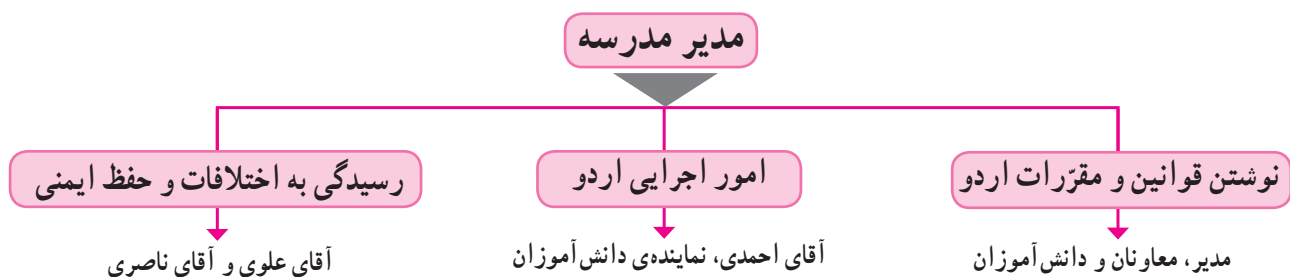 مدیر مدرسه
نوشتن قوانین و مقرّرات اردو
امور اجرایی اردو
رسیدگی به اختلافات و حفظ ایمنی
مدیر، معاونان و دانش‌آموزان
آقای احمدی، نماینده‌ی دانش‌آموزان
آقای علوی و آقای ناصری